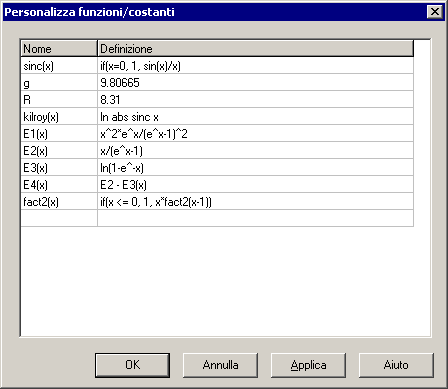 Personalizza funzioni/costanti
Nome Definizione
sinc(x) if(x=0, 1, sin(x)/x)
g 9.80665
R 8.31
kilroy(x) ln abs sinc x
E1(x) x^2*e^x/(e^x-1)^2
E2(x) x/(e^x-1)
E3(x) ln(1-e^-x)
E4(x) E2 - E3(x)
fact2(x) if(x <= 0, 1, x*fact2(x-1))
OK Annulla Applica Aiuto